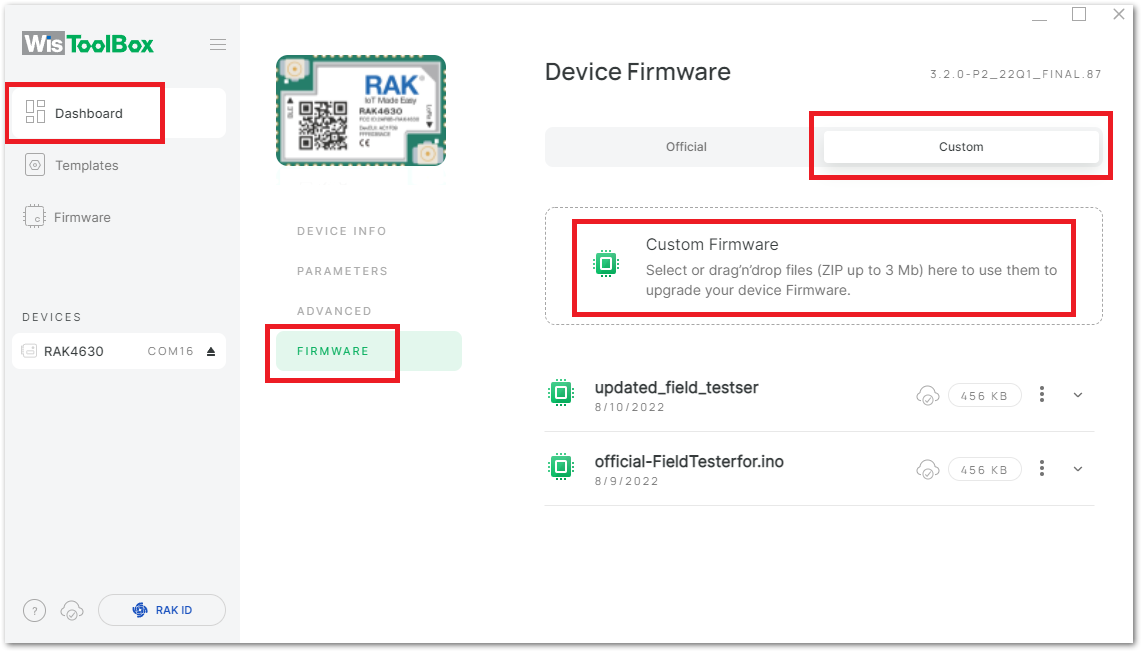 WisToolBox
Dashboard
Templates
Firmware
DEVICES
RAK4630 COM16
?
RAK ID
RAK®
IoT Made Easy
RAK4630
BLE
LoRa
CE
DEVICE INFO
PARAMETERS
ADVANCED
FIRMWARE
Device Firmware
3.2.0-P2_22Q1_FINAL.87
Official
Custom
Custom Firmware
Select or drag'n'drop files (ZIP up to 3 Mb) here to use them to
upgrade your device Firmware.
updated_field_testser
8/10/2022
456 KB
official-FieldTesterfor.ino
8/9/2022
456 KB